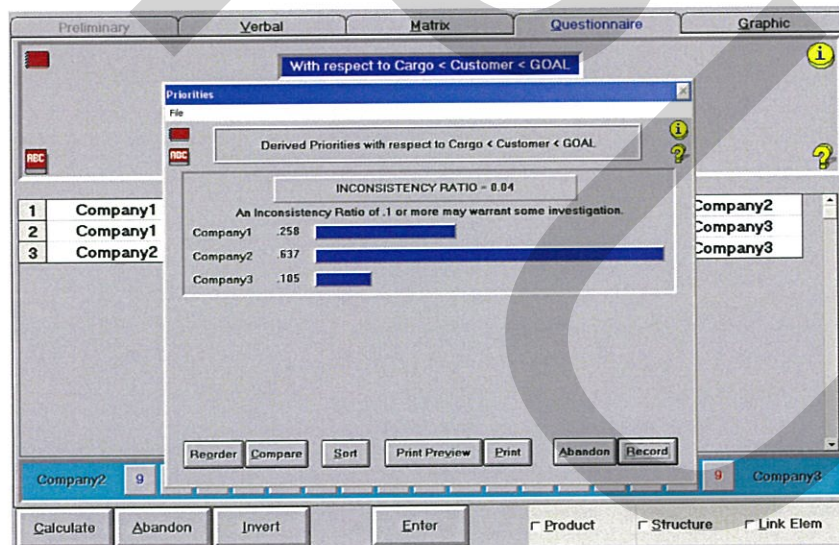 Preliminary Verbal Matrix Questionnaire Graphic
With respect to Cargo < Customer < GOAL
Priorities
File
Derived Priorities with respect to Cargo < Customer < GOAL
ABC
ABC
INCONSISTENCY RATIO = 0.04
An Inconsistency Ratio of .1 or more may warrant some investigation.
1 Company1 Company2
2 Company1 Company3
3 Company2 Company3
Company1 .258
Company2 .637
Company3 .105
Reorder Compare Sort Print Preview Print Abandon Record
Company2 9 9 Company3
Calculate Abandon Invert Enter Product Structure Link Elem